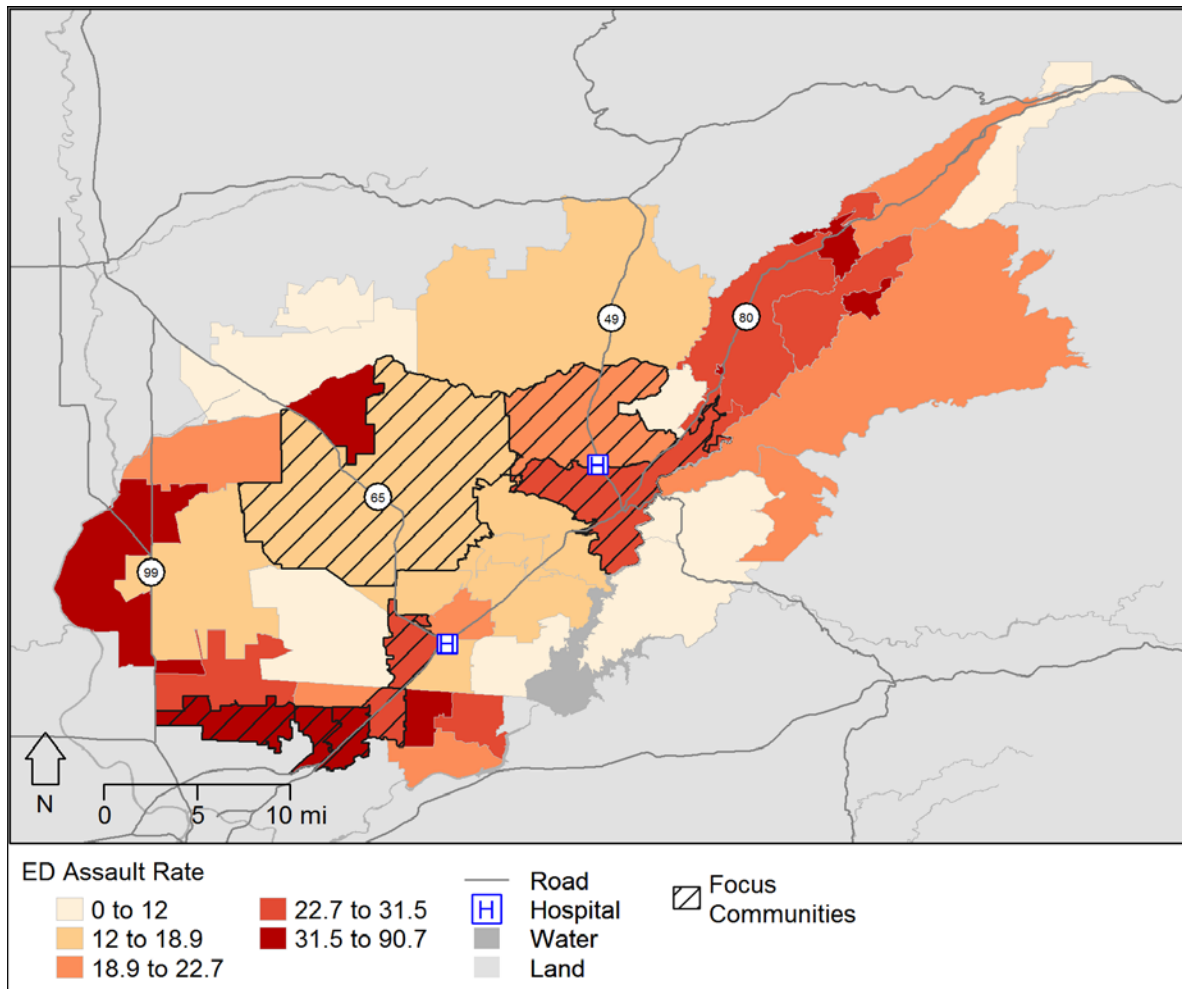 49
80
65
99
H
H
N
0 5 10 mi
ED Assault Rate
0 to 12
12 to 18.9
18.9 to 22.7
22.7 to 31.5
31.5 to 90.7
Road
H Hospital
Water
Land
Focus
Communities